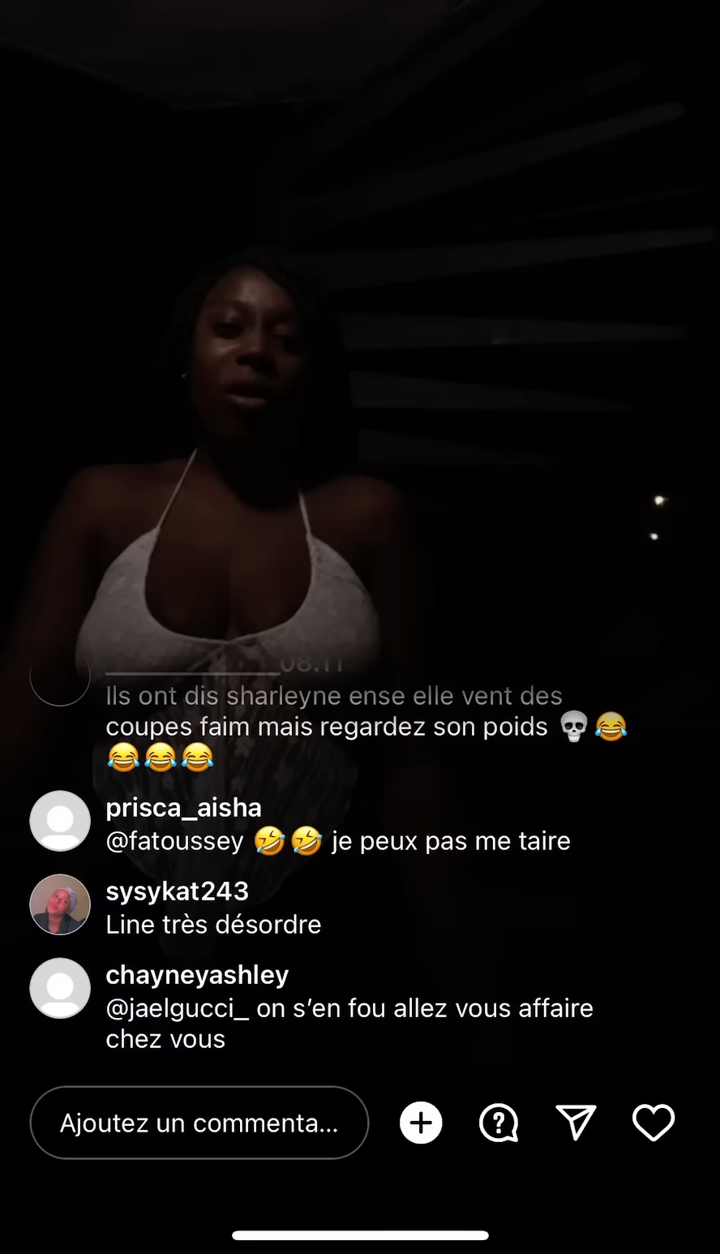 08.11
Ils ont dis sharleyne ense elle vent des
coupes faim mais regardez son poids 💀😂
😂😂😂
prisca_aisha
@fatoussey 🤣🤣 je peux pas me taire
sysykat243
Line très désordre
chayneyashley
@jaelgucci_ on s’en fou allez vous affaire
chez vous
Ajoutez un commenta...